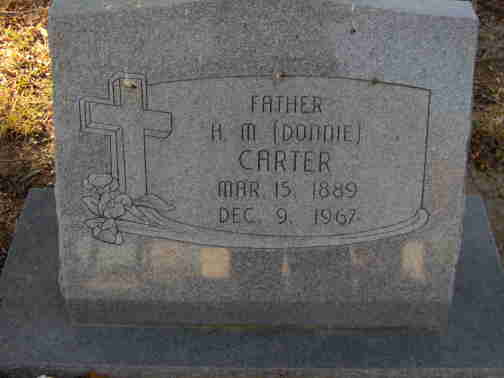 FATHER
H. M. (DONNIE)
CARTER
MAR. 15, 1889
DEC. 9, 1967